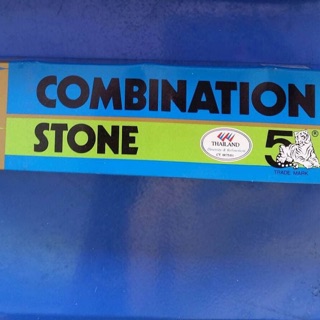 COMBINATION
STONE
THAILAND
5
®
TRADE MARK